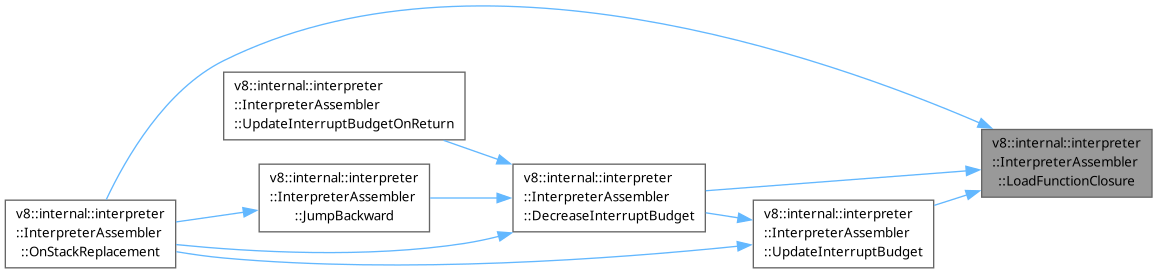 v8::internal::interpreter
::InterpreterAssembler
::UpdateInterruptBudgetOnReturn
v8::internal::interpreter
::InterpreterAssembler
::LoadFunctionClosure
v8::internal::interpreter
::InterpreterAssembler
::JumpBackward
v8::internal::interpreter
::InterpreterAssembler
::DecreaseInterruptBudget
v8::internal::interpreter
::InterpreterAssembler
::OnStackReplacement
v8::internal::interpreter
::InterpreterAssembler
::UpdateInterruptBudget